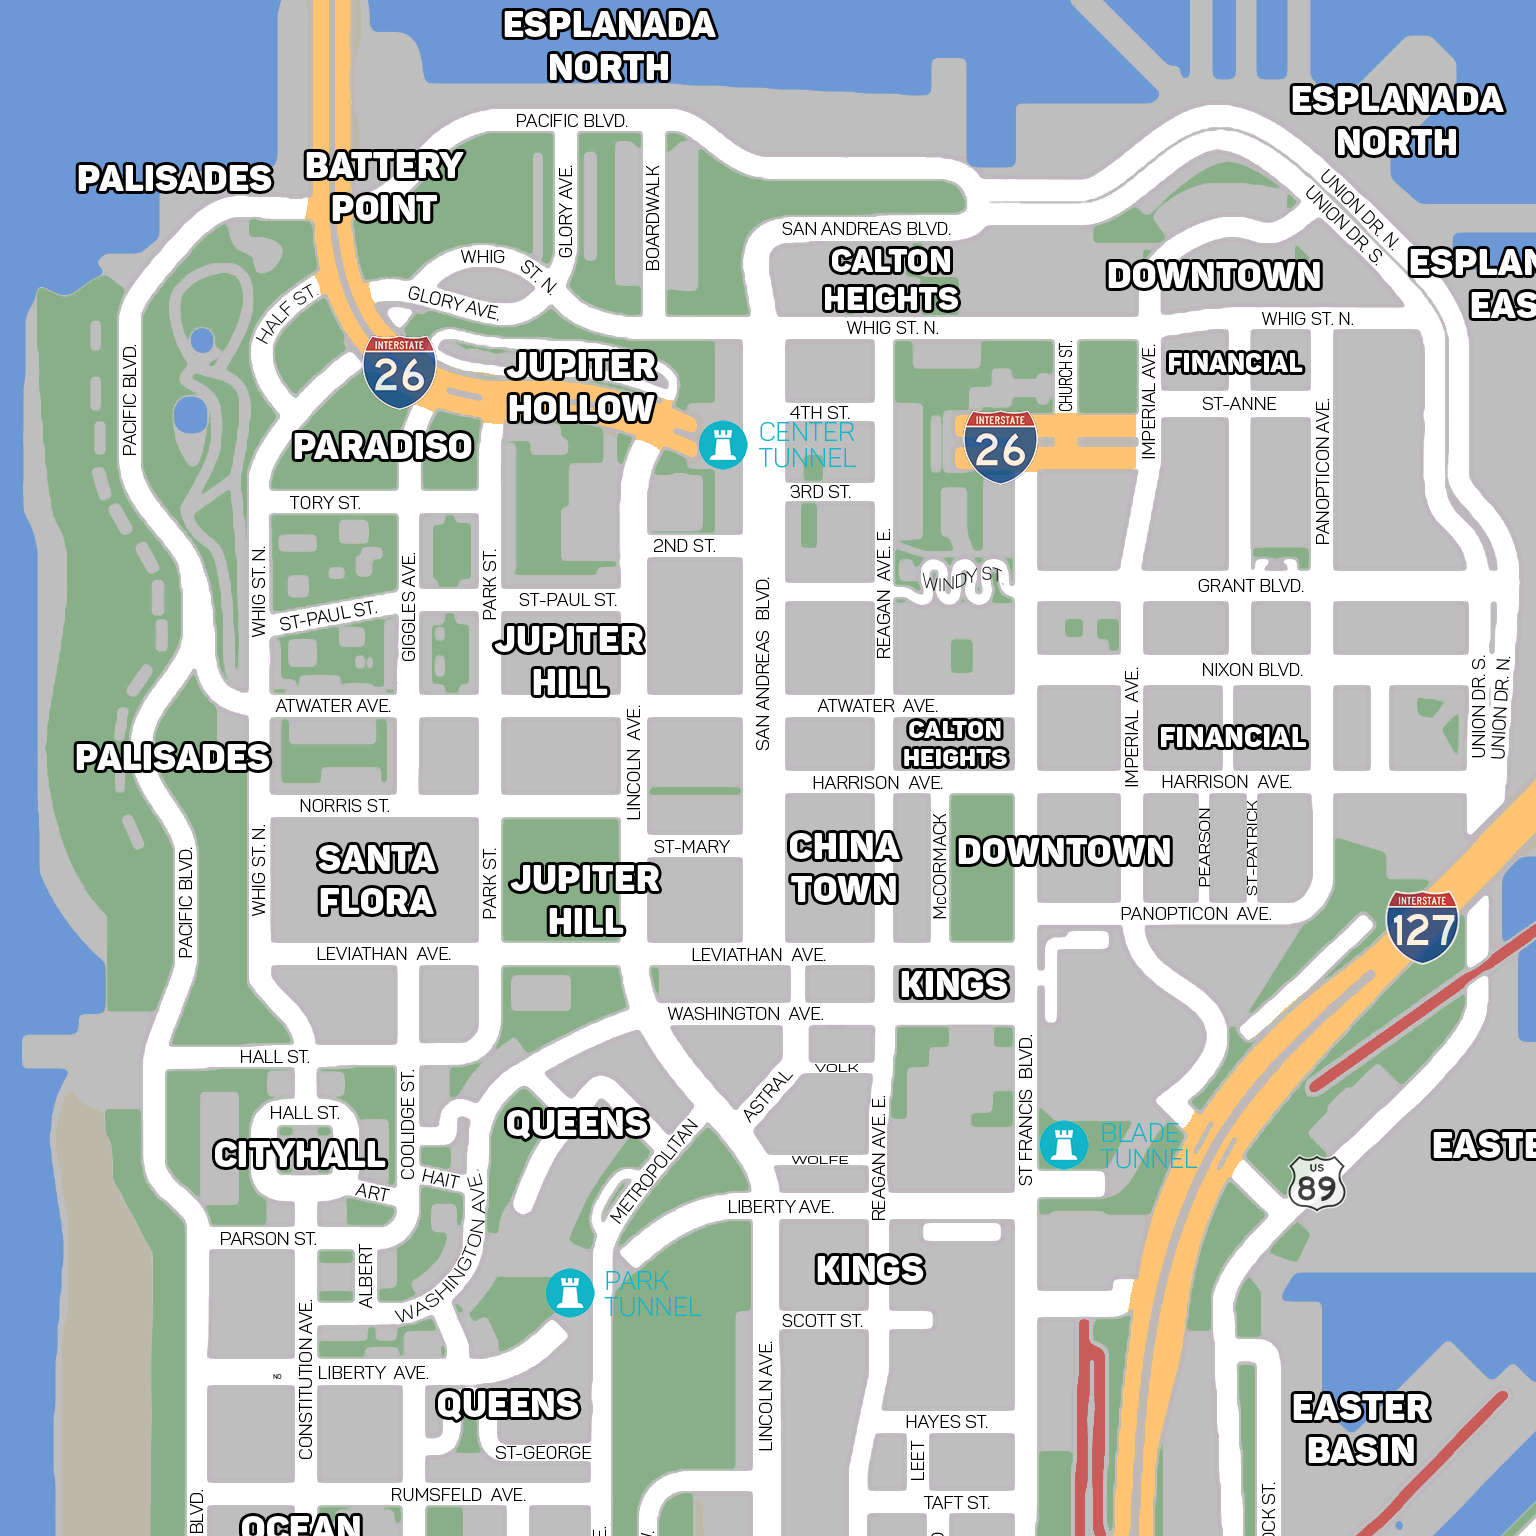 ESPLANADA
NORTH
ESPLANADA
NORTH
PACIFIC BLVD.
BATTERY
POINT
PALISADES
GLORY AVE.
BOARDWALK
UNION DR. N.
UNION DR. S.
SAN ANDREAS BLVD.
CALTON
HEIGHTS
DOWNTOWN
ESPLAN
EAS
WHIG ST. N.
GLORY AVE.
HALF ST.
WHIG ST. N.
WHIG ST. N.
INTERSTATE
26
JUPITER
HOLLOW
FINANCIAL
CHURCH ST.
IMPERIAL AVE.
PACIFIC BLVD.
4TH ST.
ST-ANNE
PARADISO
CENTER
TUNNEL
INTERSTATE
26
PANOPTICON AVE.
3RD ST.
TORY ST.
2ND ST.
REAGAN AVE. E.
WINDY ST.
GRANT BLVD.
WHIG ST. N.
GIGGLES AVE.
PARK ST.
ST-PAUL ST.
ST-PAUL ST.
JUPITER
HILL
SAN ANDREAS BLVD.
NIXON BLVD.
UNION DR. S.
UNION DR. N.
ATWATER AVE.
ATWATER AVE.
IMPERIAL AVE.
CALTON
HEIGHTS
FINANCIAL
PALISADES
LINCOLN AVE.
HARRISON AVE.
HARRISON AVE.
NORRIS ST.
PEARSON
ST-PATRICK
ST-MARY
CHINA
TOWN
McCORMACK
DOWNTOWN
SANTA
FLORA
WHIG ST. N.
PARK ST.
JUPITER
HILL
PACIFIC BLVD.
PANOPTICON AVE.
INTERSTATE
127
LEVIATHAN AVE.
LEVIATHAN AVE.
KINGS
WASHINGTON AVE.
HALL ST.
VOLK
ST FRANCIS BLVD.
HALL ST.
COOLIDGE ST.
ASTRAL
QUEENS
REAGAN AVE. E.
METROPOLITAN
BLADE
TUNNEL
CITYHALL
WOLFE
EASTE
HAIT
ART
US
89
LIBERTY AVE.
PARSON ST.
WASHINGTON AVE.
ALBERT
KINGS
PARK
TUNNEL
SCOTT ST.
CONSTITUTION AVE.
NO
LIBERTY AVE.
LINCOLN AVE.
QUEENS
HAYES ST.
EASTER
BASIN
ST-GEORGE
LEET
RUMSFELD AVE.
TAFT ST.
BLVD.
OCK ST.
OCEAN